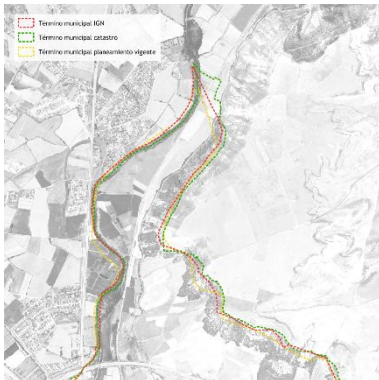 Término municipal IGN
Término municipal catastro
Término municipal planeamiento vigente